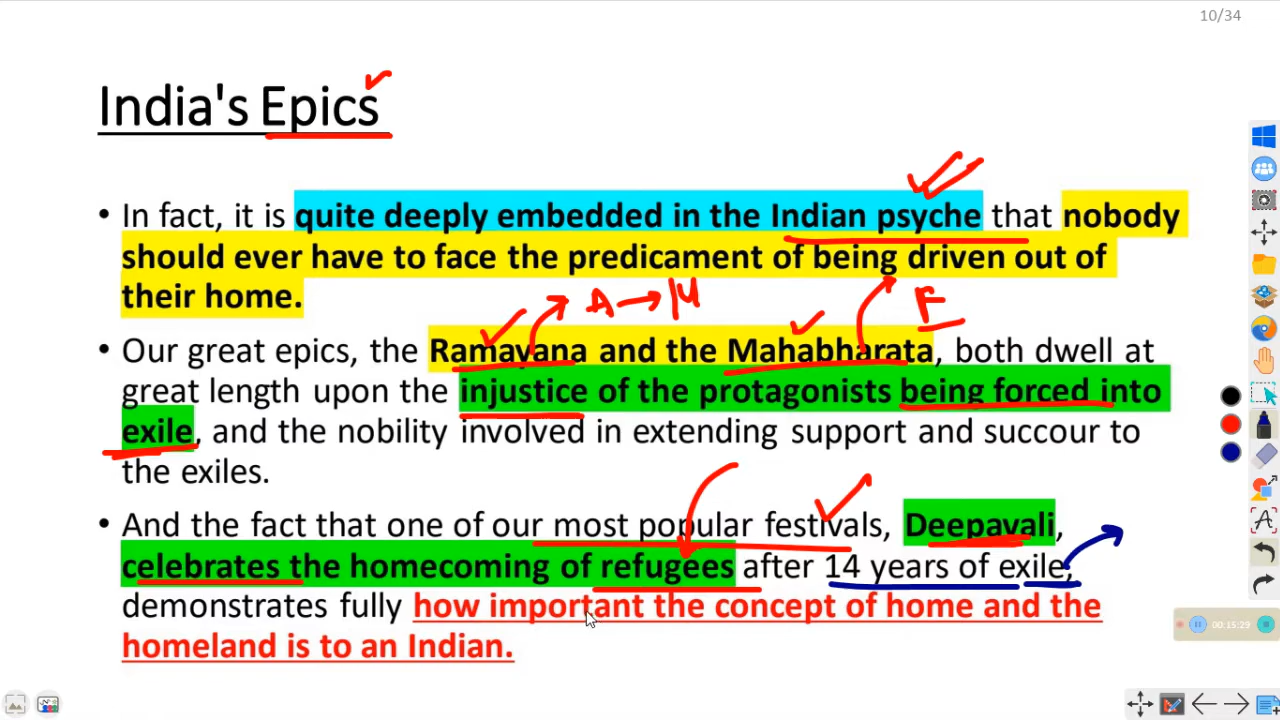 10/34
India's Epics
• In fact, it is quite deeply embedded in the Indian psyche that nobody
should ever have to face the predicament of being driven out of
their home.
A → 14
F
• Our great epics, the Ramayana and the Mahabharata, both dwell at
great length upon the injustice of the protagonists being forced into
exile, and the nobility involved in extending support and succour to
the exiles.
• And the fact that one of our most popular festivals, Deepavali,
celebrates the homecoming of refugees after 14 years of exile,
demonstrates fully how important the concept of home and the
homeland is to an Indian.
00:15:29